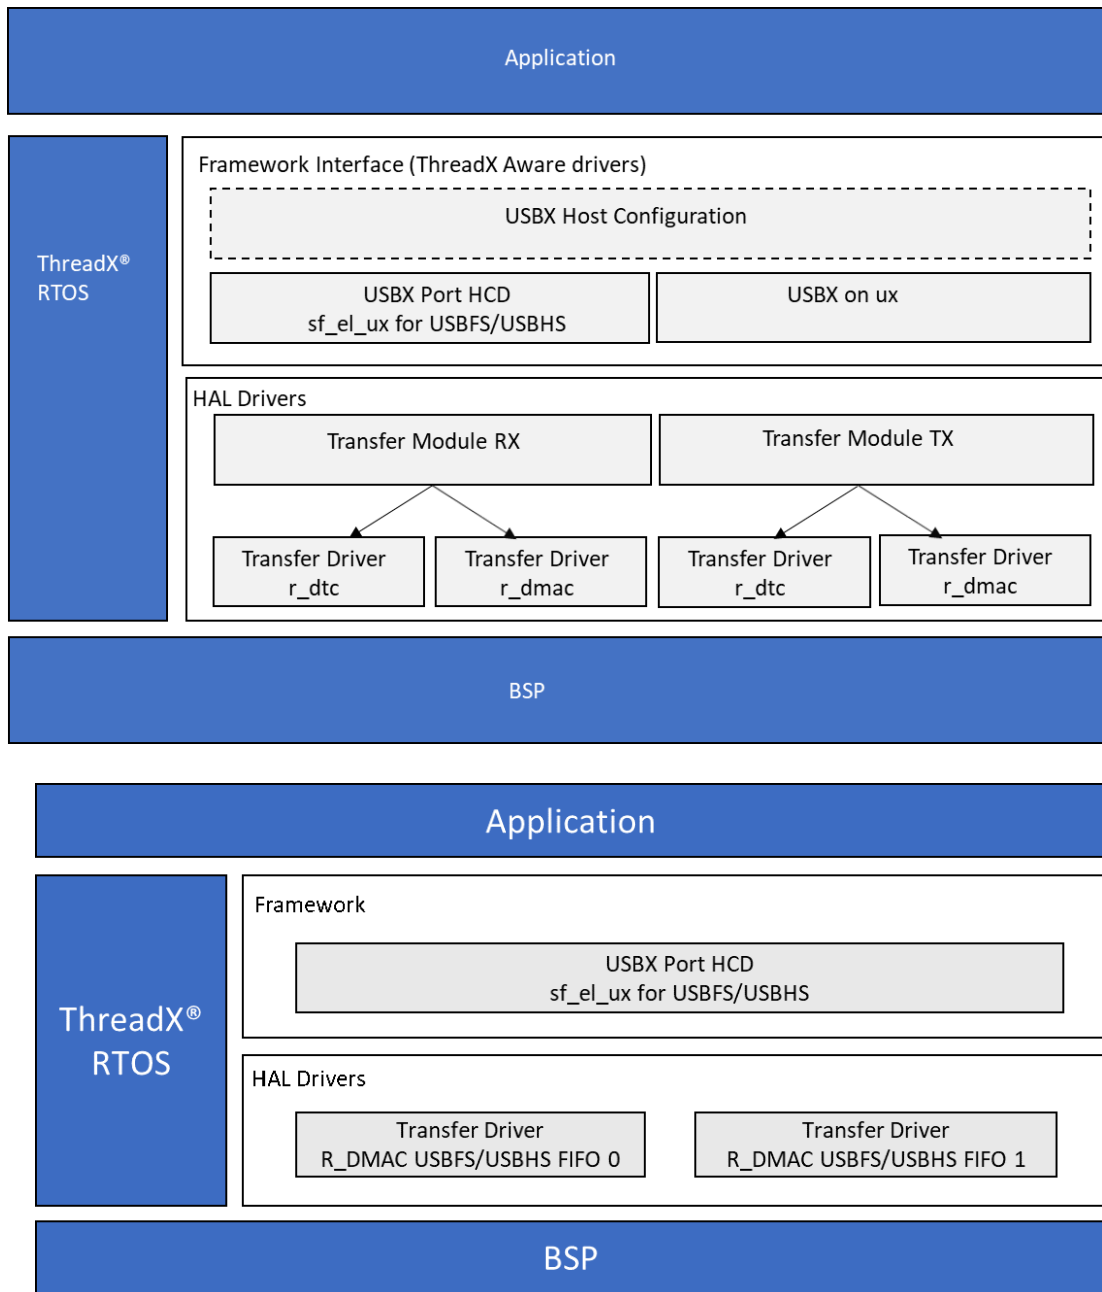 Application
ThreadX®
RTOS
Framework Interface (ThreadX Aware drivers)
USBX Host Configuration
USBX Port HCD
sf_el_ux for USBFS/USBHS
USBX on ux
HAL Drivers
Transfer Module RX
Transfer Module TX
Transfer Driver
r_dtc
Transfer Driver
r_dmac
Transfer Driver
r_dtc
Transfer Driver
r_dmac
BSP
Application
ThreadX®
RTOS
Framework
USBX Port HCD
sf_el_ux for USBFS/USBHS
HAL Drivers
Transfer Driver
R_DMAC USBFS/USBHS FIFO 0
Transfer Driver
R_DMAC USBFS/USBHS FIFO 1
BSP